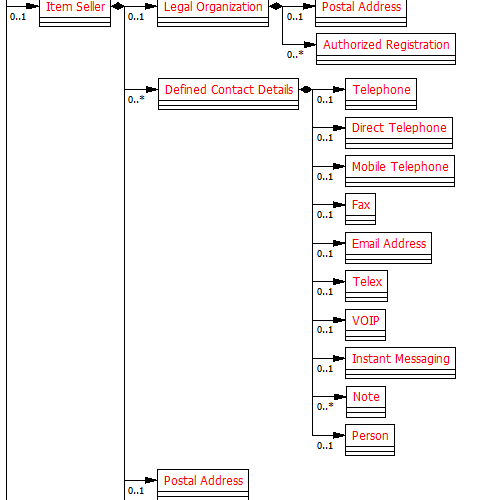 Item Seller
0..1
Legal Organization
0..1
Postal Address
0..1
Authorized Registration
0..*
Defined Contact Details
0..*
Telephone
0..1
Direct Telephone
0..1
Mobile Telephone
0..1
Fax
0..1
Email Address
0..1
Telex
0..1
VOIP
0..1
Instant Messaging
0..1
Note
0..*
Person
0..1
Postal Address
0..1